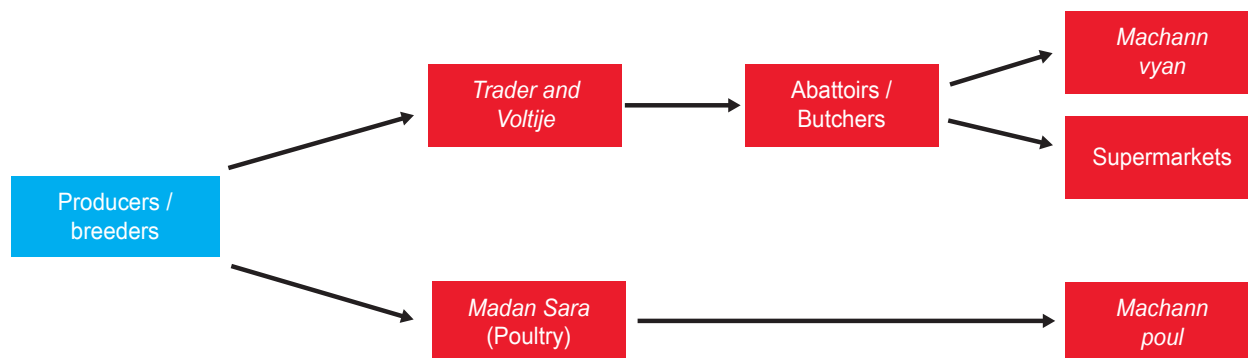 Producers /
breeders
Trader and
Voltije
Abattoirs /
Butchers
Machann
vyan
Supermarkets
Madan Sara
(Poultry)
Machann
poul